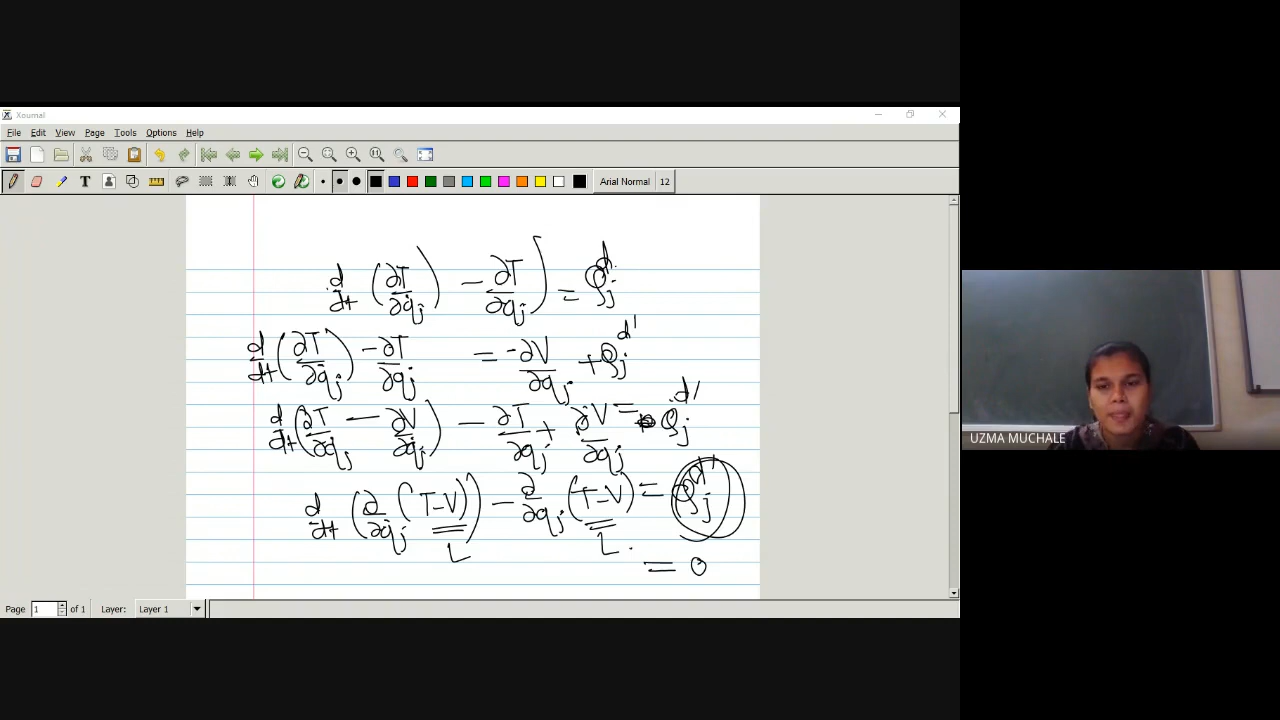 Xournal
File Edit View Page Tools Options Help
T Arial Normal 12
d/dt (∂T/∂q̇j) − ∂T/∂qj) = Qj^d
d/dt (∂T/∂q̇j) − ∂T/∂qj = −∂V/∂qj + Qj^d'
d/dt (∂T/∂q̇j − ∂V/∂q̇j) − ∂T/∂qj + ∂V/∂qj = Qj^d'
d/dt (∂/∂q̇j (T−V)) − ∂/∂qj (T−V) = Qj^d'
L L
= 0
Page 1 of 1 Layer: Layer 1
UZMA MUCHALE